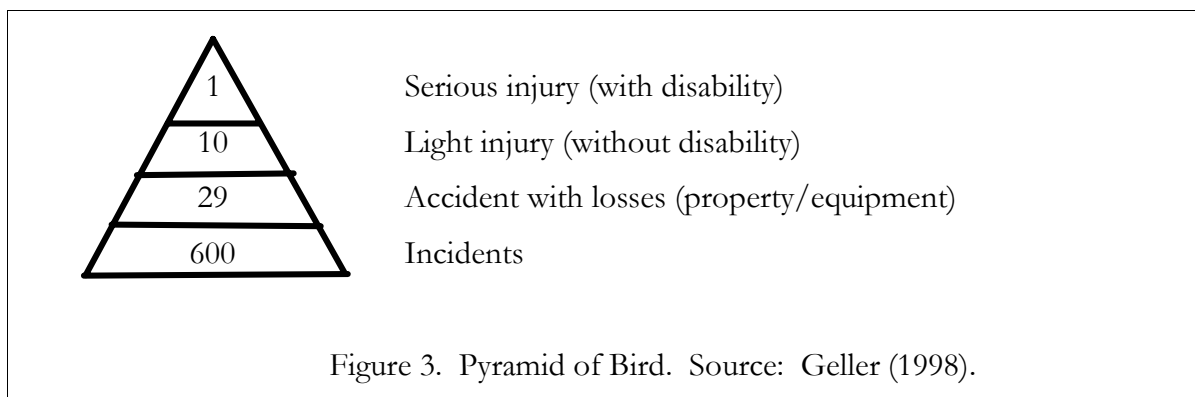 1 Serious injury (with disability)
10 Light injury (without disability)
29 Accident with losses (property/equipment)
600 Incidents
Figure 3. Pyramid of Bird. Source: Geller (1998).